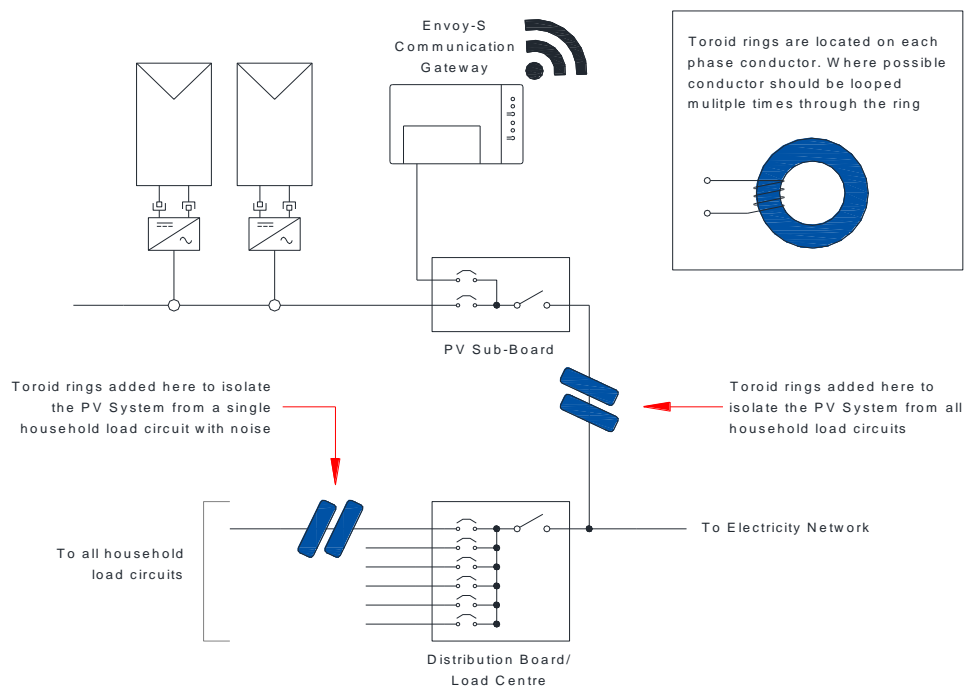 Envoy-S
Communication
Gateway
Toroid rings are located on each
phase conductor. Where possible
conductor should be looped
mulitple times through the ring
PV Sub-Board
Toroid rings added here to isolate
the PV System from a single
household load circuit with noise
Toroid rings added here to
isolate the PV System from all
household load circuits
To all household
load circuits
To Electricity Network
Distribution Board/
Load Centre